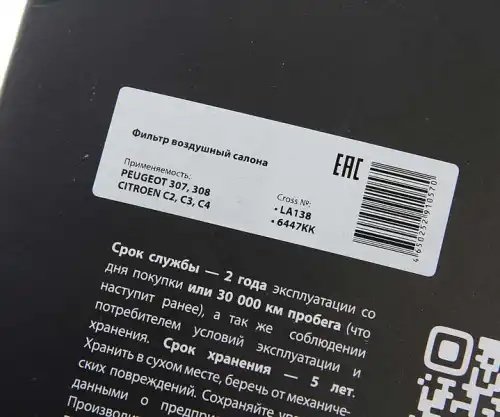 Фильтр воздушный салона
Применяемость:
PEUGEOT 307, 308
CITROEN C2, C3, C4
Cross №:
• LA138
• 6447KK
EAC
4650252910570
Срок службы — 2 года эксплуатации со
дня покупки или 30 000 км пробега (что
наступит ранее), а так же соблюдении
потребителем условий эксплуатации и
хранения. Срок хранения — 5 лет.
Хранить в сухом месте, беречь от механиче-
ских повреждений. Сохраняйте
данными о